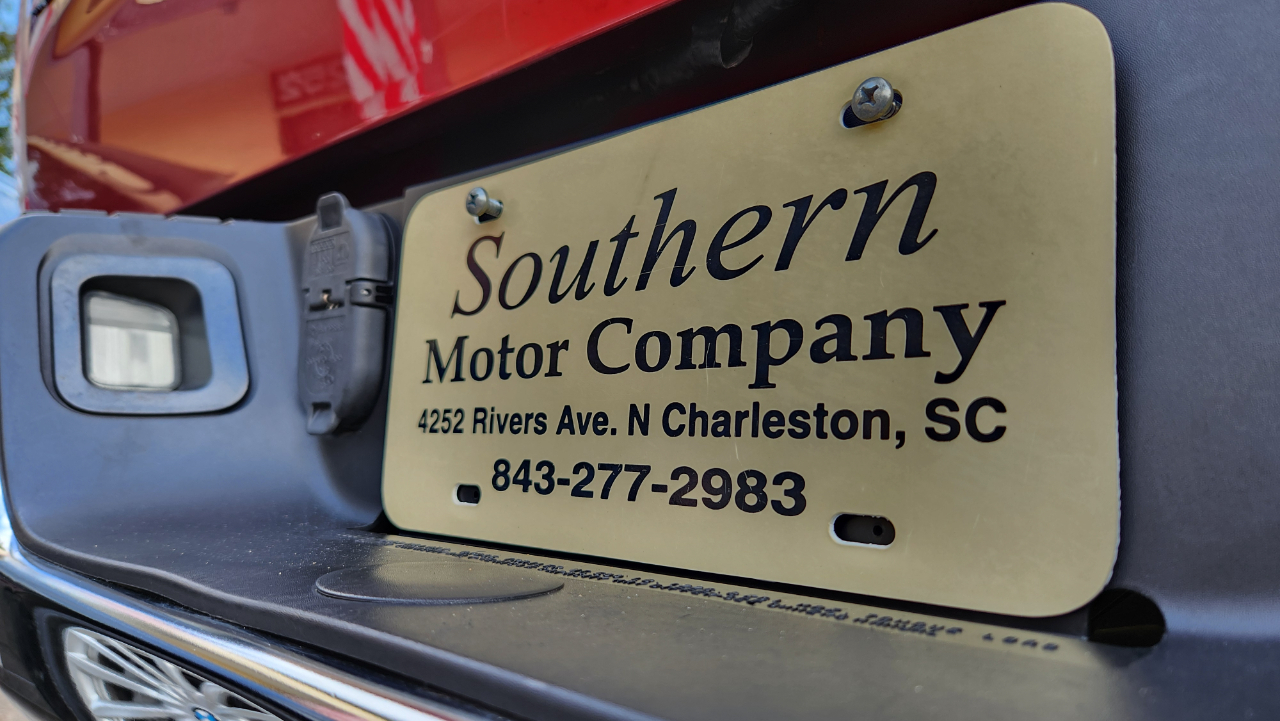 Southern
Motor Company
4252 Rivers Ave. N Charleston, SC
843-277-2983